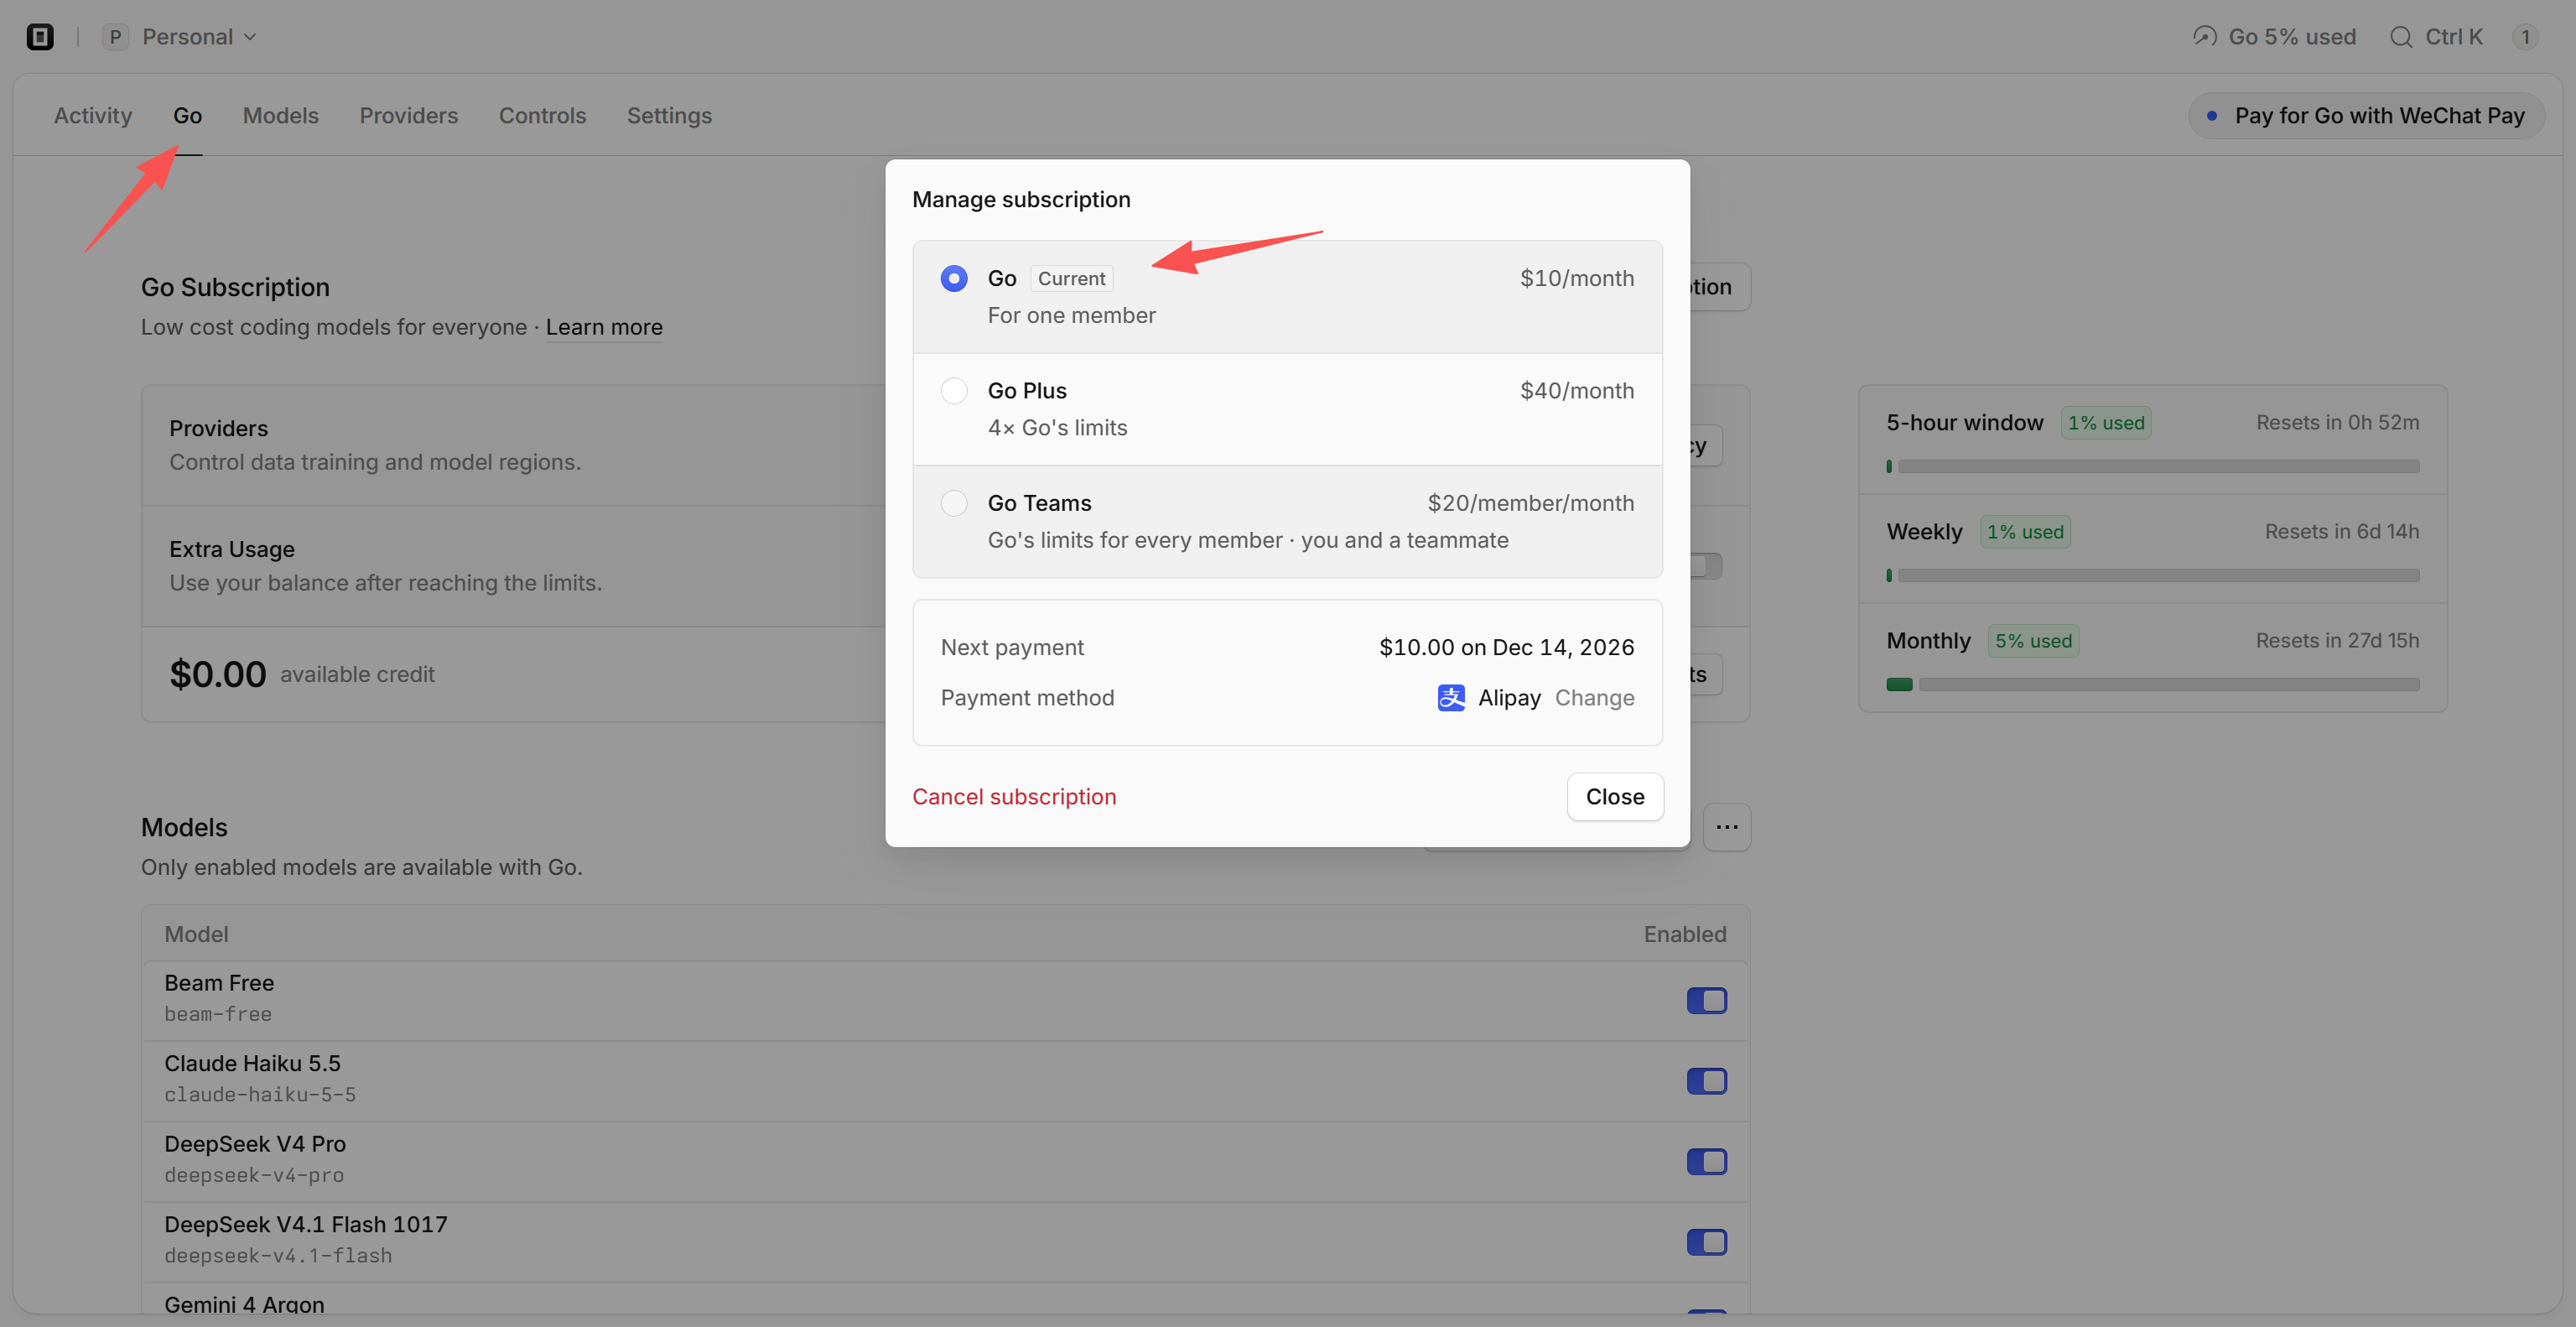 P Personal
Go 5% used
Ctrl K
1
Activity Go Models Providers Controls Settings
Pay for Go with WeChat Pay
Go Subscription
Low cost coding models for everyone · Learn more
Providers
Control data training and model regions.
Extra Usage
Use your balance after reaching the limits.
$0.00 available credit
Manage subscription
Go Current $10/month
For one member
Go Plus $40/month
4× Go's limits
Go Teams $20/member/month
Go's limits for every member · you and a teammate
Next payment $10.00 on Dec 14, 2026
Payment method 支 Alipay Change
Cancel subscription Close
5-hour window 1% used Resets in 0h 52m
Weekly 1% used Resets in 6d 14h
Monthly 5% used Resets in 27d 15h
Models
Only enabled models are available with Go.
Model Enabled
Beam Free
beam-free
Claude Haiku 5.5
claude-haiku-5-5
DeepSeek V4 Pro
deepseek-v4-pro
DeepSeek V4.1 Flash 1017
deepseek-v4.1-flash
Gemini 4 Argon